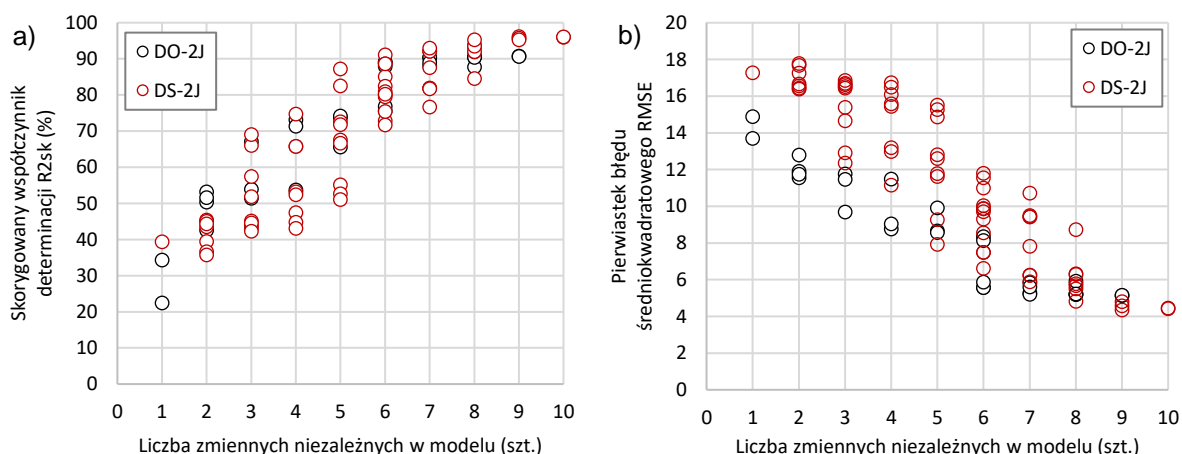 a)
Skorygowany współczynnik
determinacji R2sk (%)
100
90
80
70
60
50
40
30
20
10
0
DO-2J
DS-2J
0 1 2 3 4 5 6 7 8 9 10
Liczba zmiennych niezależnych w modelu (szt.)
b)
Pierwiastek błędu
średniokwadratowego RMSE
20
18
16
14
12
10
8
6
4
2
0
DO-2J
DS-2J
0 1 2 3 4 5 6 7 8 9 10
Liczba zmiennych niezależnych w modelu (szt.)